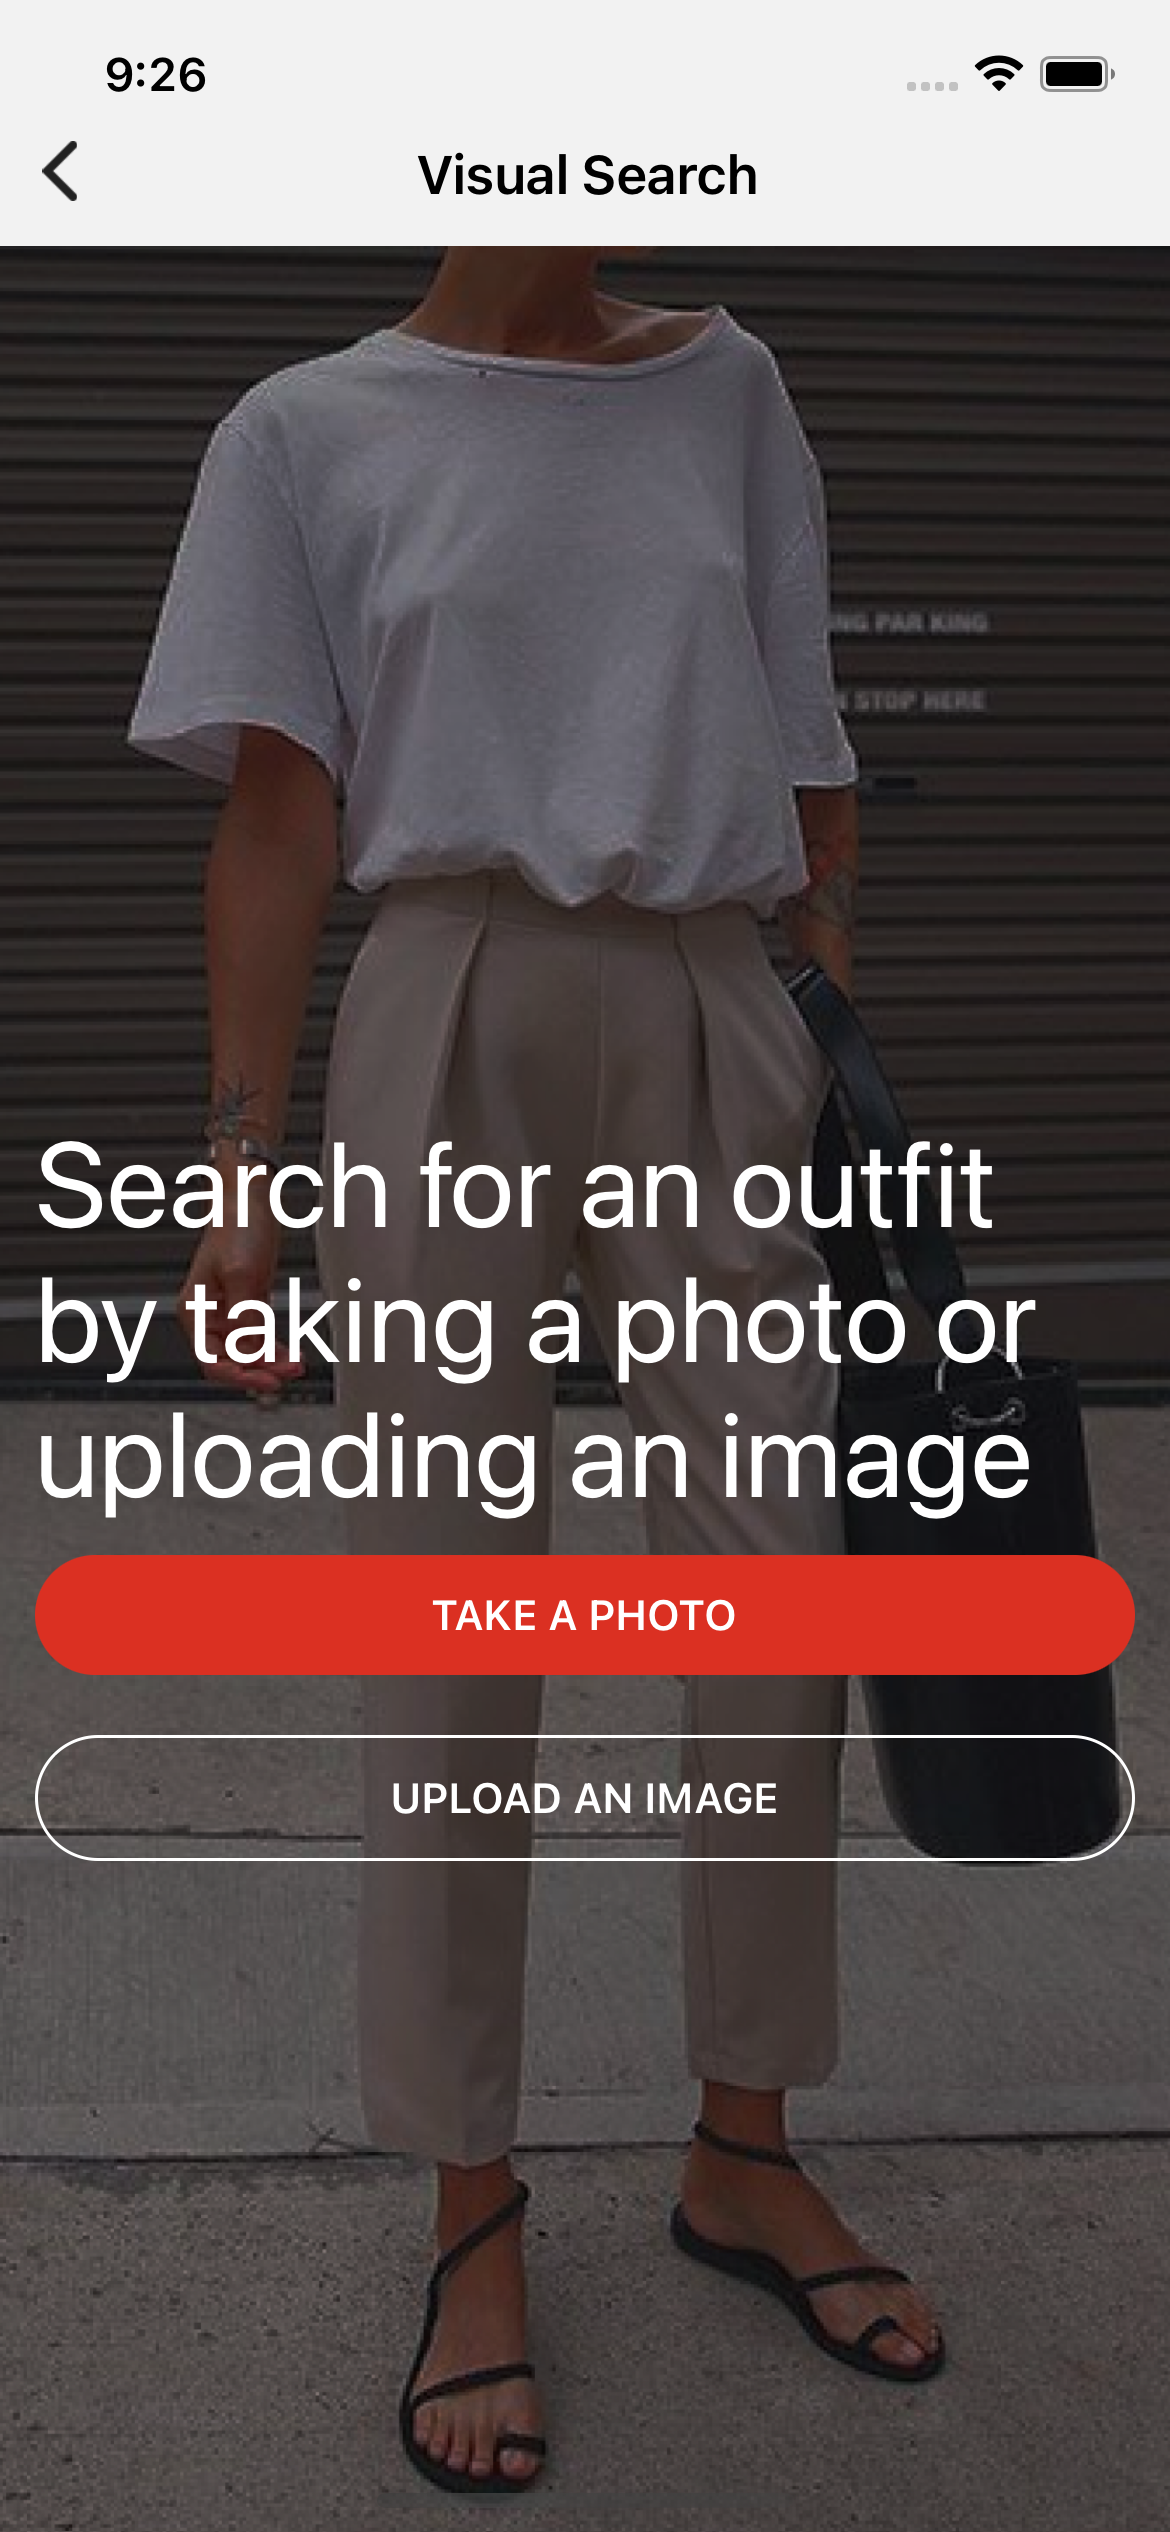 9:26
Visual Search
NG PAR KING
STOP HERE
Search for an outfit
by taking a photo or
uploading an image
TAKE A PHOTO
UPLOAD AN IMAGE